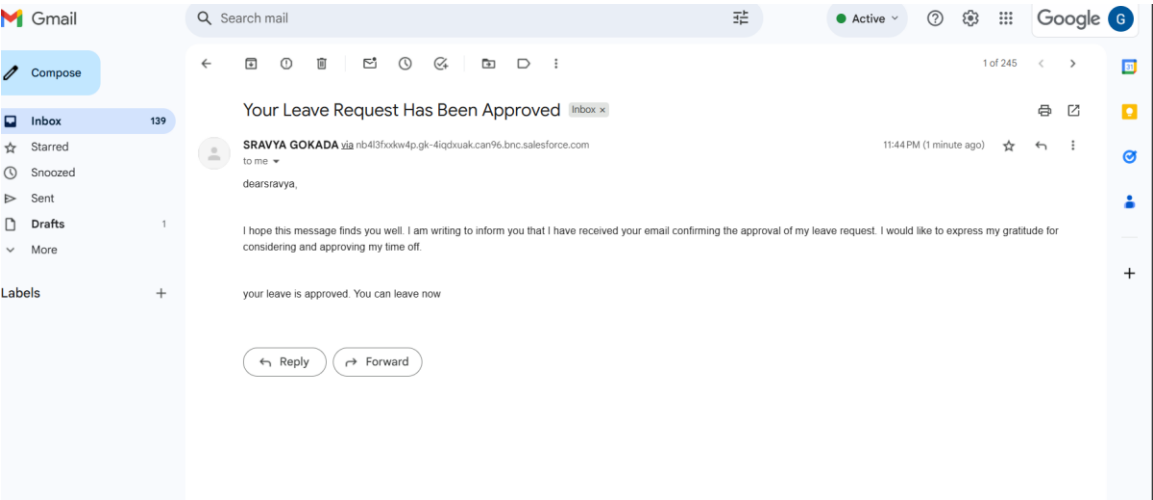 Gmail
Search mail
Active
Google G
Compose
1 of 245
31
Your Leave Request Has Been Approved Inbox x
Inbox 139
Starred
SRAVYA GOKADA via nb4l3fxxkw4p.gk-4iqdxuak.can96.bnc.salesforce.com 11:44 PM (1 minute ago)
to me
Snoozed
dearsravya,
Sent
Drafts 1
I hope this message finds you well. I am writing to inform you that I have received your email confirming the approval of my leave request. I would like to express my gratitude for
considering and approving my time off.
More
Labels
your leave is approved. You can leave now
Reply Forward